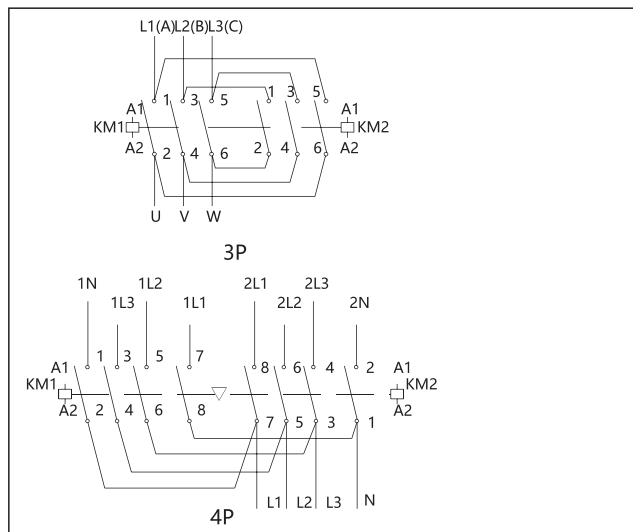 L1(A) L2(B) L3(C)
1 3 5 1 3 5
A1 A1
KM1 KM2
A2 A2
2 4 6 2 4 6
U V W
3P
1N 1L2 1L1 2L1 2L3
1L3 2L2 2N
A1 1 3 5 7 8 6 4 2 A1
KM1 KM2
A2 2 4 6 8 7 5 3 1 A2
L1 L2 L3 N
4P